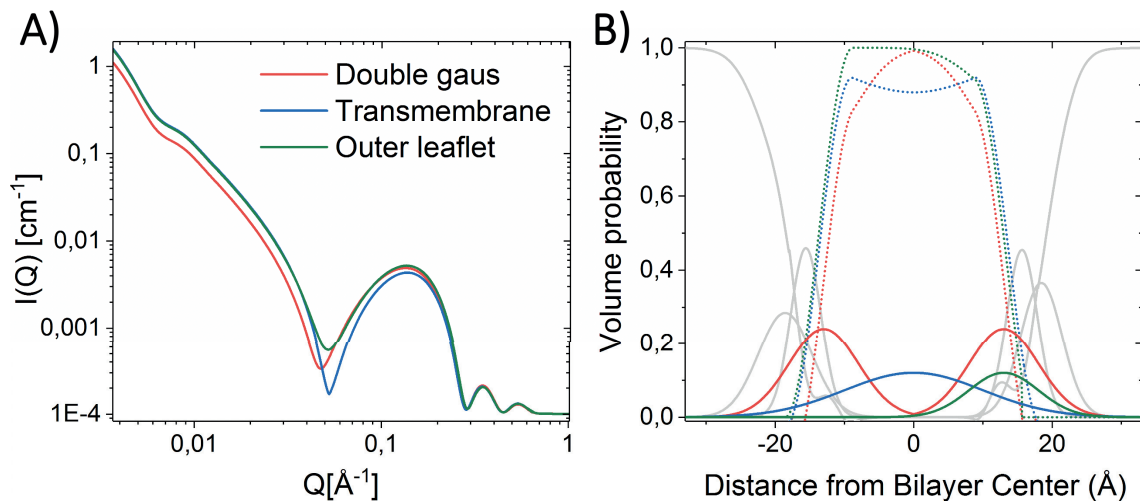 A)
Double gaus
Transmembrane
Outer leaflet
I(Q) [cm⁻¹]
1
0,1
0,01
0,001
1E-4
0,01
0,1
1
Q[Å⁻¹]
B)
Volume probability
1,0
0,8
0,6
0,4
0,2
0,0
-20
0
20
Distance from Bilayer Center (Å)